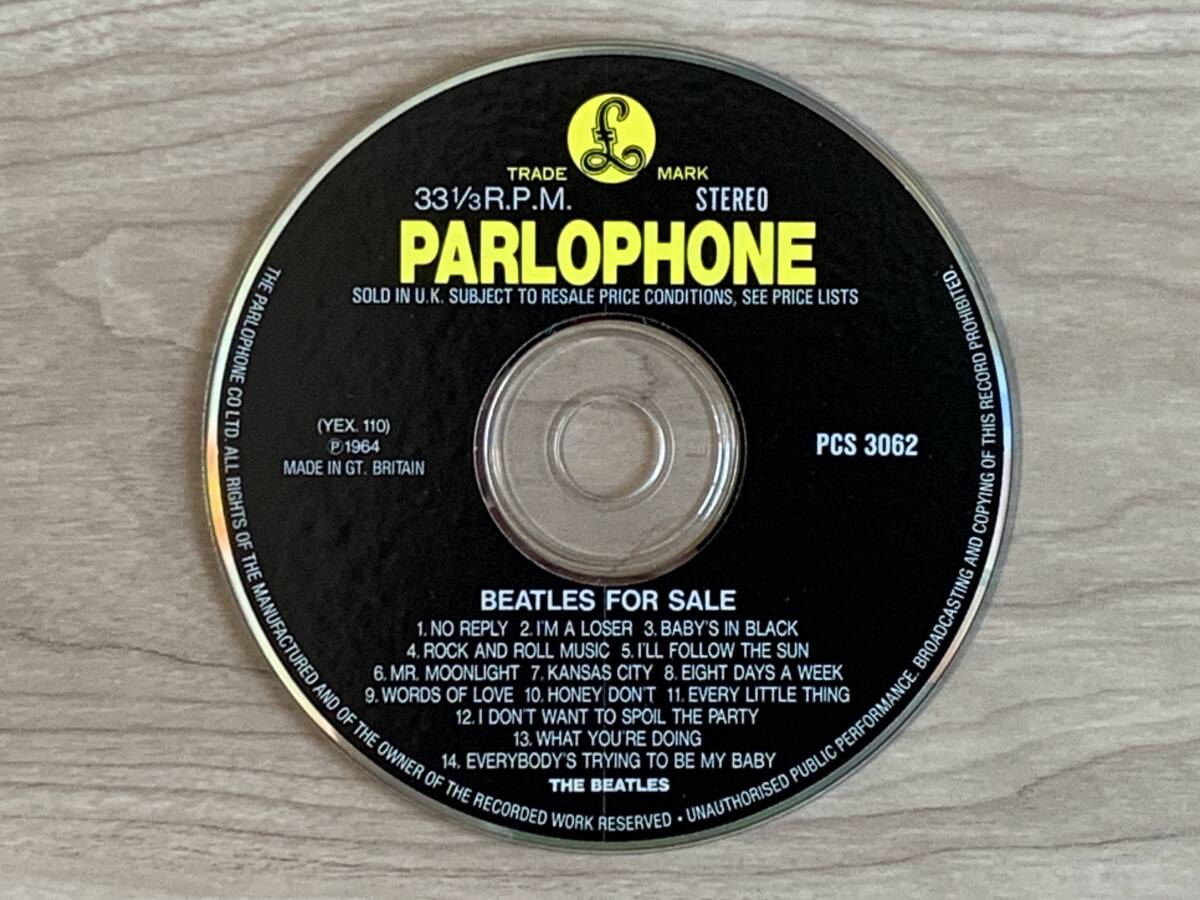 £
TRADE MARK
33⅓ R.P.M. STEREO
PARLOPHONE
SOLD IN U.K. SUBJECT TO RESALE PRICE CONDITIONS, SEE PRICE LISTS
(YEX. 110)
℗1964
MADE IN GT. BRITAIN
PCS 3062
BEATLES FOR SALE
1. NO REPLY 2. I'M A LOSER 3. BABY'S IN BLACK
4. ROCK AND ROLL MUSIC 5. I'LL FOLLOW THE SUN
6. MR. MOONLIGHT 7. KANSAS CITY 8. EIGHT DAYS A WEEK
9. WORDS OF LOVE 10. HONEY DON'T 11. EVERY LITTLE THING
12. I DON'T WANT TO SPOIL THE PARTY
13. WHAT YOU'RE DOING
14. EVERYBODY'S TRYING TO BE MY BABY
THE BEATLES
THE PARLOPHONE CO LTD. ALL RIGHTS OF THE MANUFACTURED AND OF THE OWNER OF THE RECORDED WORK RESERVED • UNAUTHORISED PUBLIC PERFORMANCE. BROADCASTING AND COPYING OF THIS RECORD PROHIBITED.